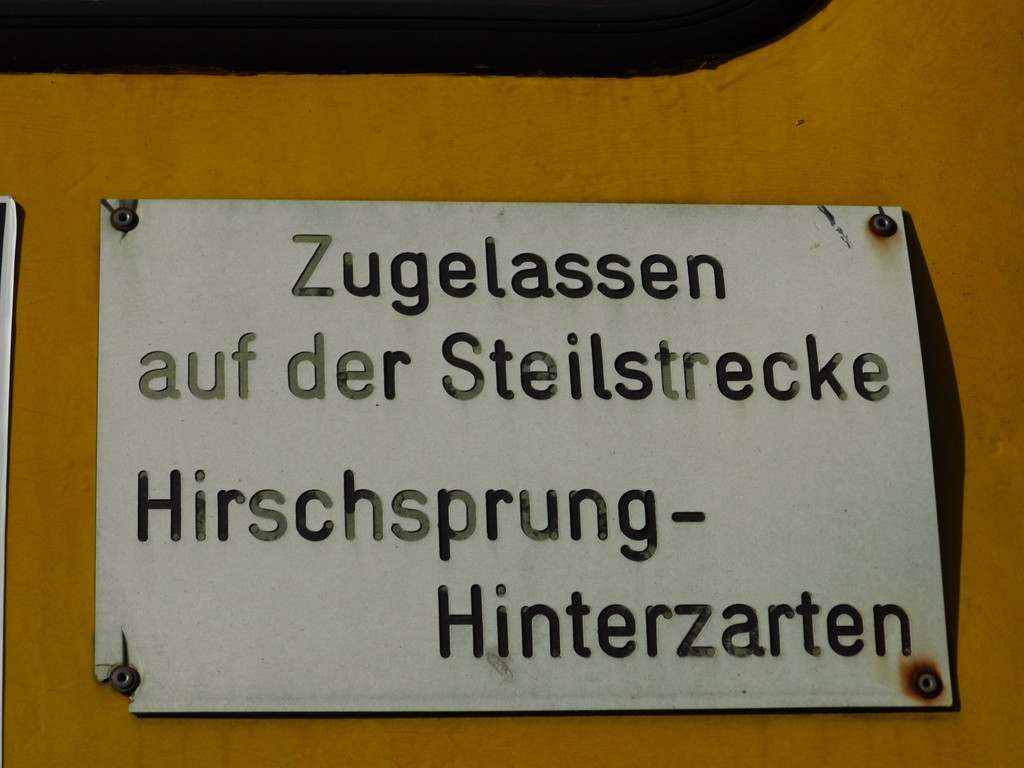 Zugelassen
auf der Steilstrecke
Hirschsprung-
Hinterzarten